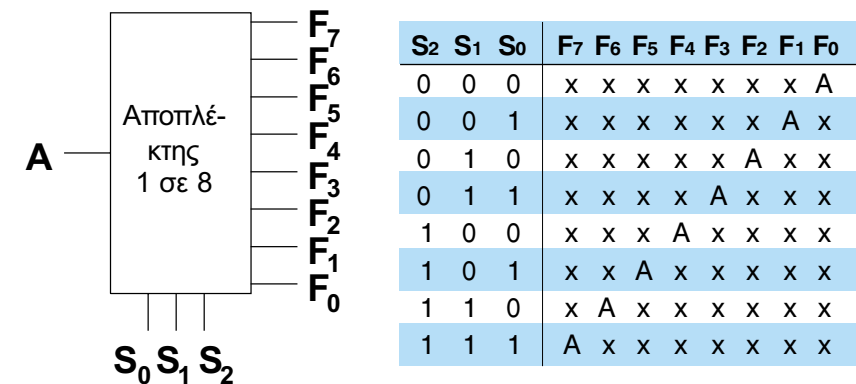 F7
F6
F5
F4
F3
F2
F1
F0
A
Αποπλέ-
κτης
1 σε 8
S0 S1 S2
S2 S1 S0 F7 F6 F5 F4 F3 F2 F1 F0
0 0 0 x x x x x x x A
0 0 1 x x x x x x A x
0 1 0 x x x x x A x x
0 1 1 x x x x A x x x
1 0 0 x x x A x x x x
1 0 1 x x A x x x x x
1 1 0 x A x x x x x x
1 1 1 A x x x x x x x